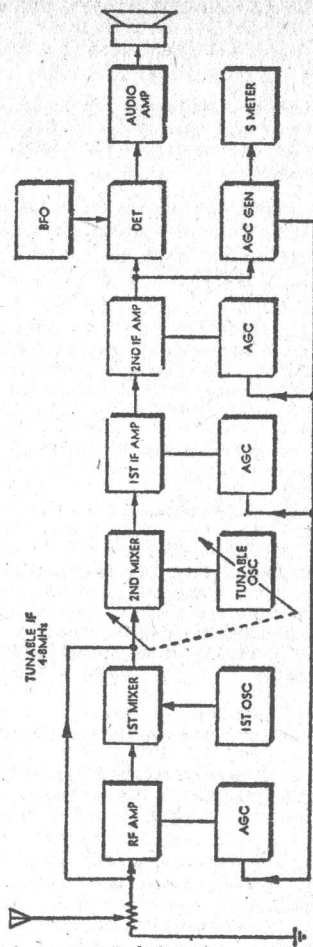 TUNABLE IF
4-8MHz
RF AMP
1ST MIXER
2ND MIXER
1ST IF AMP
2ND IF AMP
DET
AUDIO
AMP
BFO
AGC
1ST OSC
TUNABLE
OSC
AGC
AGC
AGC GEN
S METER